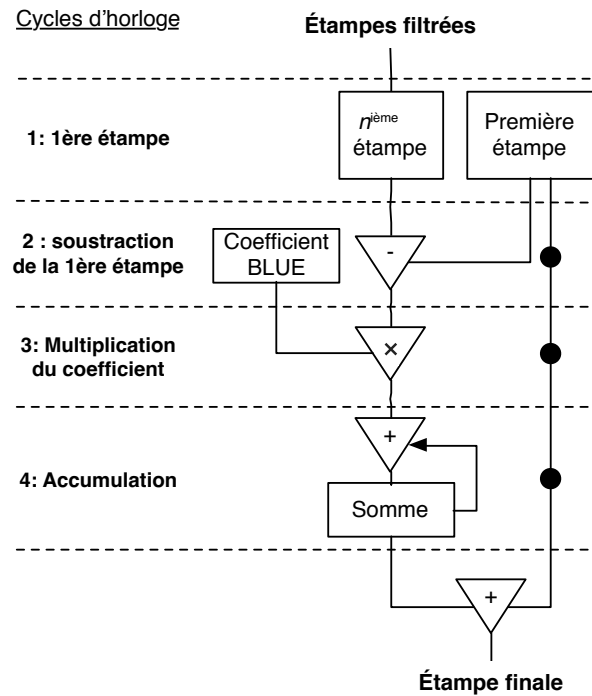 Cycles d'horloge
Étampes filtrées
1: 1ère étampe
nième
étampe
Première
étampe
2 : soustraction
de la 1ère étampe
Coefficient
BLUE
-
3: Multiplication
du coefficient
×
+
4: Accumulation
Somme
+
Étampe finale